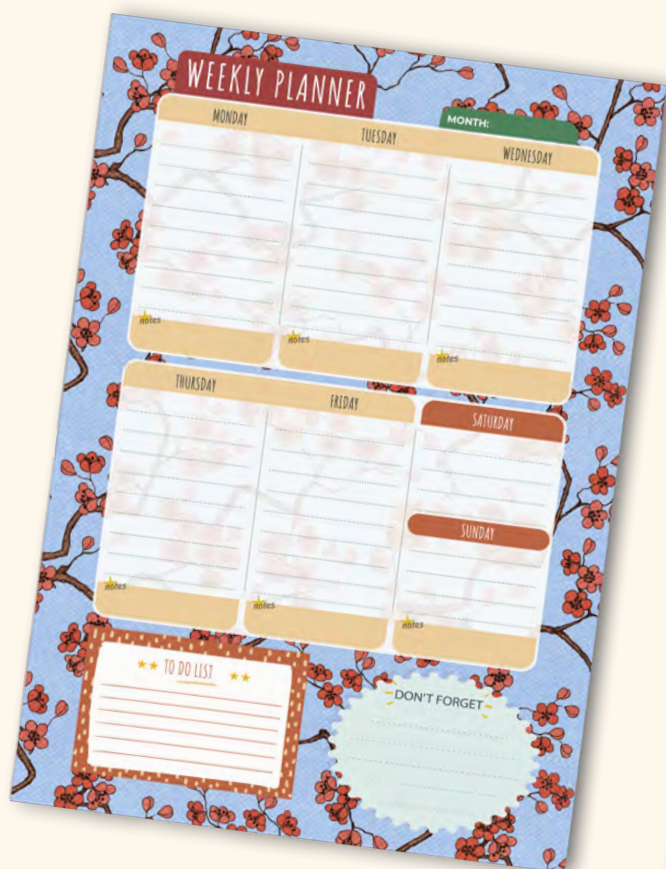 WEEKLY PLANNER
MONTH:
MONDAY
TUESDAY
WEDNESDAY
notes
notes
notes
THURSDAY
FRIDAY
SATURDAY
SUNDAY
notes
notes
notes
TO DO LIST
DON'T FORGET